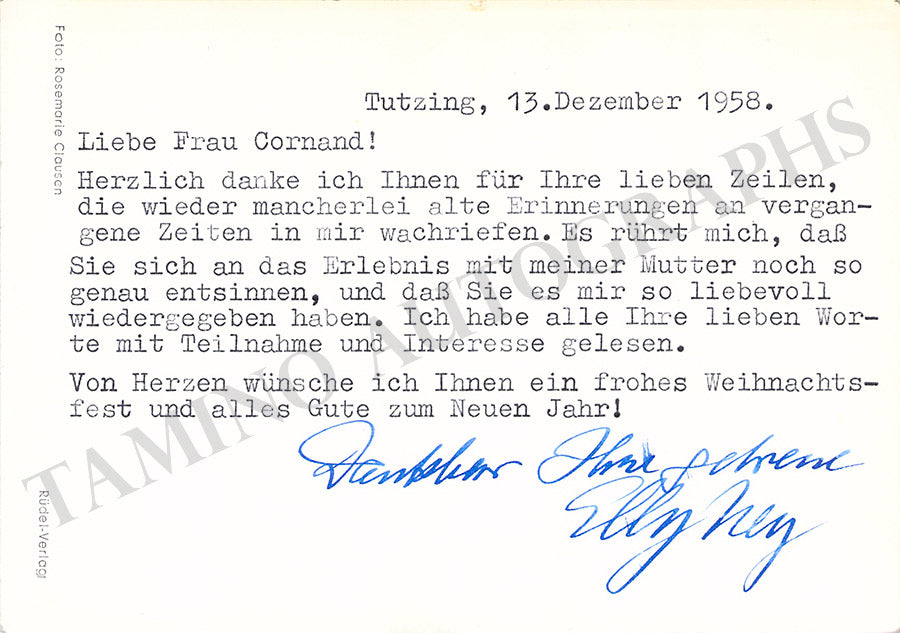 Foto: Rosemarie Clausen
Tutzing, 13.Dezember 1958.
Liebe Frau Cornand!
Herzlich danke ich Ihnen für Ihre lieben Zeilen,
die wieder mancherlei alte Erinnerungen an vergan-
gene Zeiten in mir wachriefen. Es rührt mich, daß
Sie sich an das Erlebnis mit meiner Mutter noch so
genau entsinnen, und daß Sie es mir so liebevoll
wiedergegeben haben. Ich habe alle Ihre lieben Wor-
te mit Teilnahme und Interesse gelesen.
Von Herzen wünsche ich Ihnen ein frohes Weihnachts-
fest und alles Gute zum Neuen Jahr!
Dankbar Ihre getreue
Elly Ney
Rüdel-Verlag
TAMINO AUTOGRAPHS